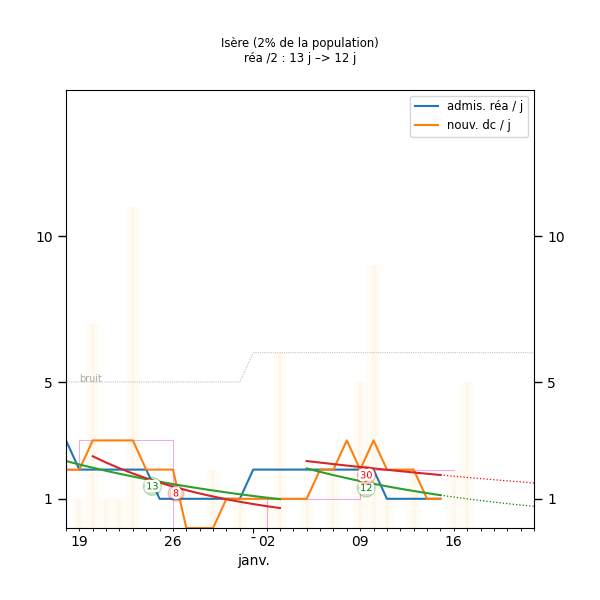 Isère (2% de la population)
réa /2 : 13 j –> 12 j
admis. réa / j
nouv. dc / j
10
10
bruit
5
5
13
8
30
12
1
1
19
26
-
02
09
16
janv.